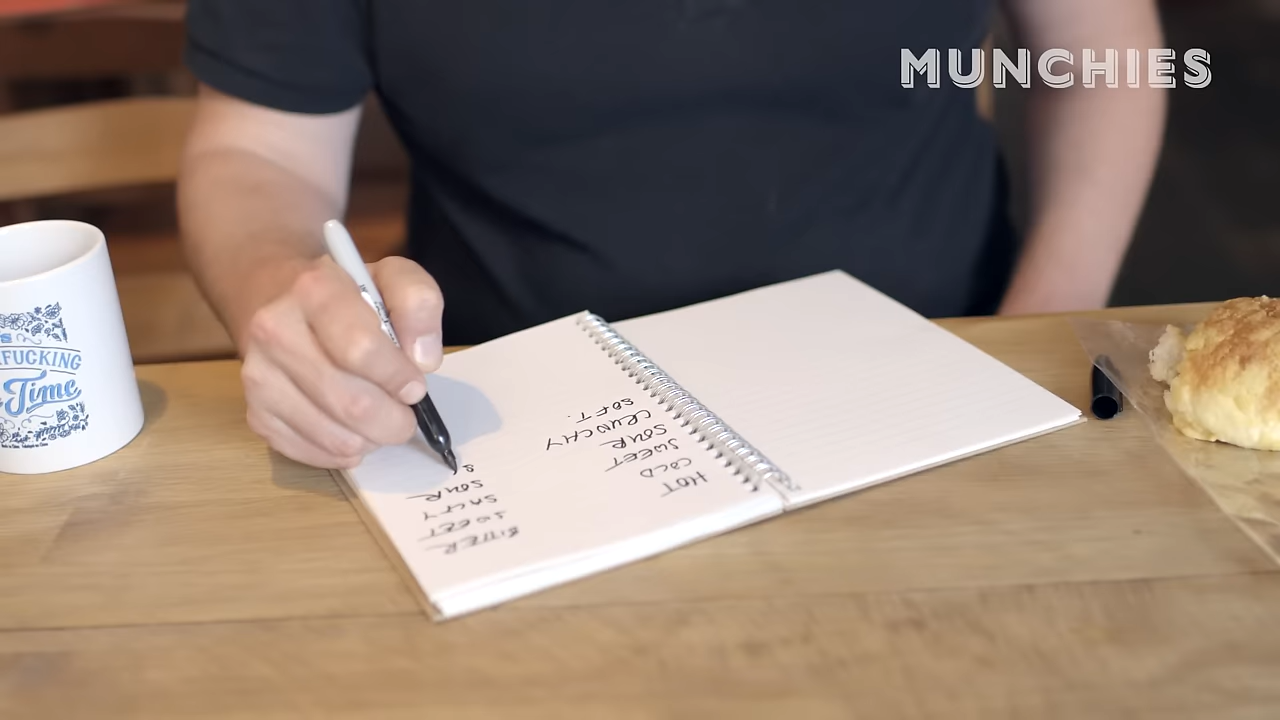 MUNCHIES
FUCKING
Time
HOT
COLD
SWEET
SOUR
CRUNCHY
SOFT.
BITTER
SWEET
SALTY
SOUR